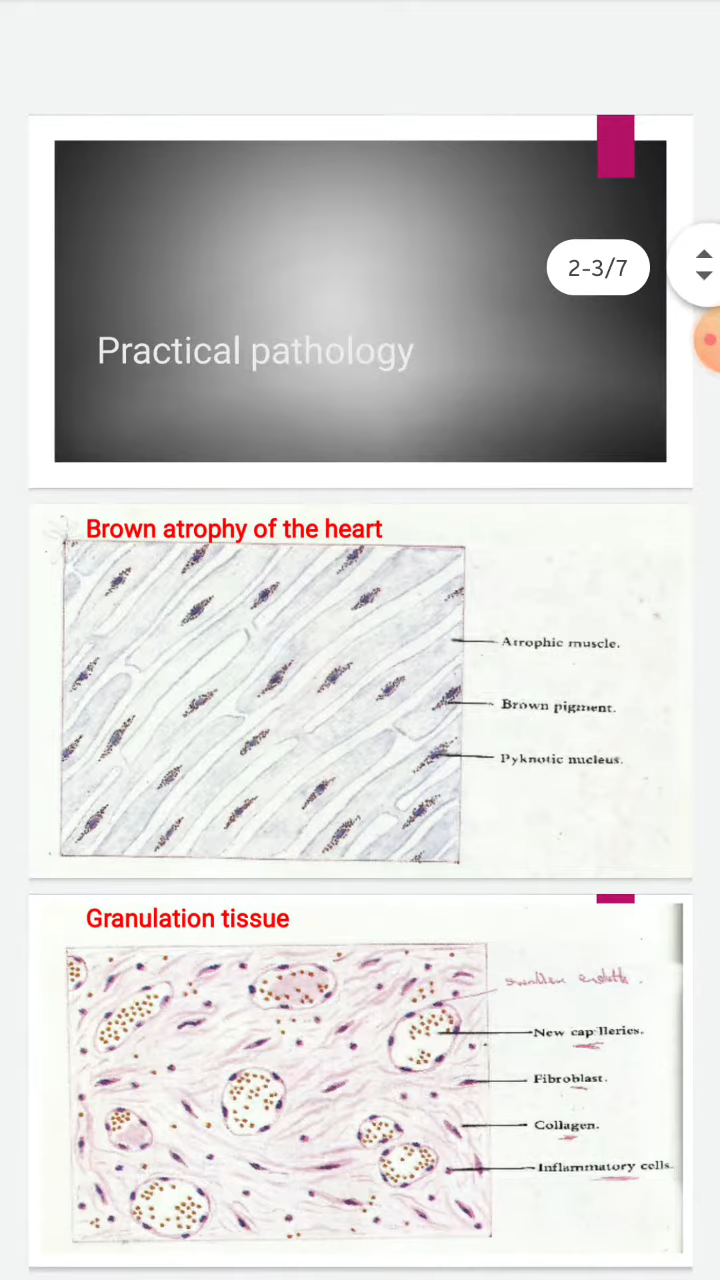 2-3/7
Practical pathology
Brown atrophy of the heart
Atrophic muscle.
Brown pigment.
Pyknotic nucleus.
Granulation tissue
New capilleries.
Fibroblast.
Collagen.
Inflammatory cells.